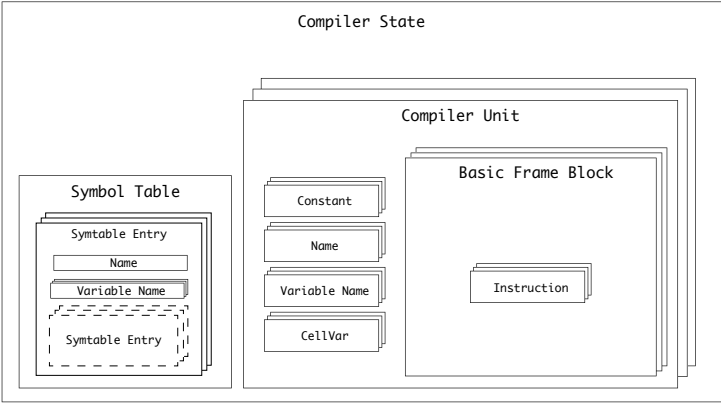 Compiler State
Compiler Unit
Basic Frame Block
Symbol Table
Constant
Symtable Entry
Name
Name
Variable Name
Variable Name
Instruction
Symtable Entry
CellVar